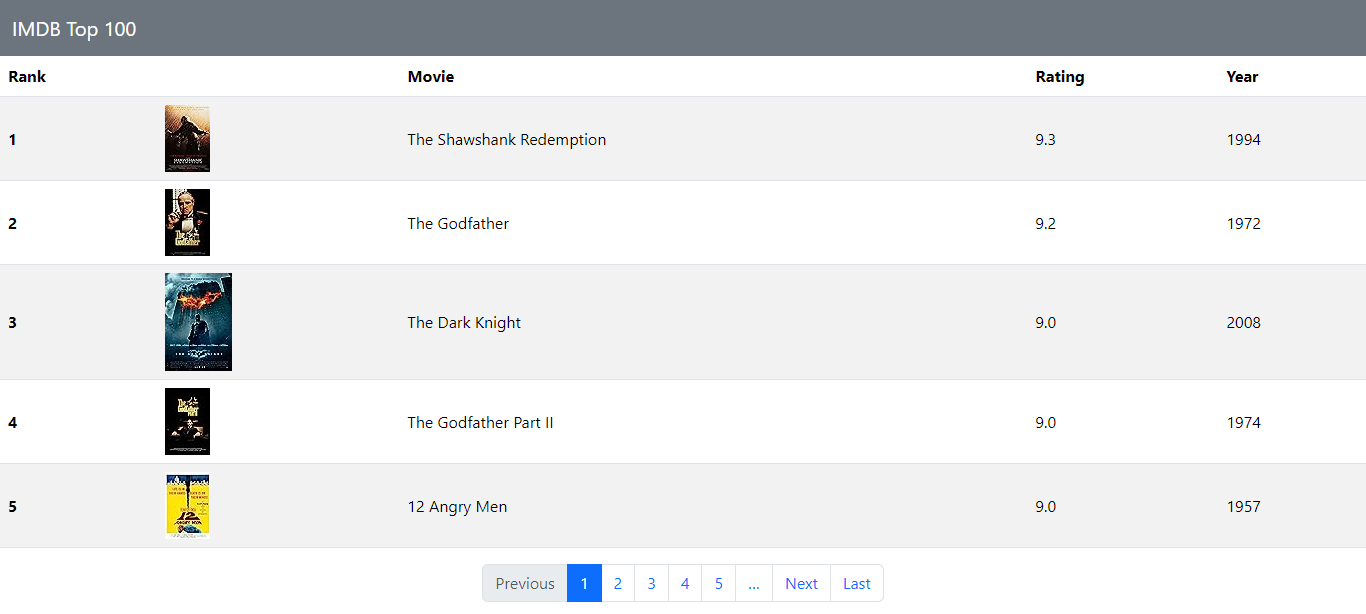 IMDB Top 100
Rank Movie Rating Year
1 The Shawshank Redemption 9.3 1994
2 The Godfather 9.2 1972
3 The Dark Knight 9.0 2008
4 The Godfather Part II 9.0 1974
5 12 Angry Men 9.0 1957
Previous 1 2 3 4 5 ... Next Last